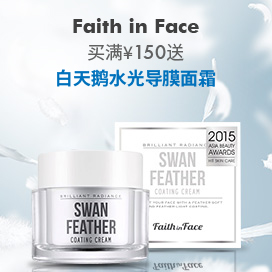 Faith in Face
买满¥150送
白天鹅水光导膜面霜
BRILLIANT RADIANCE
SWAN
FEATHER
COATING CREAM
2015
ASIA BEAUTY
AWARDS
BRILLIANT RADIANCE
SWAN
FEATHER
COATING CREAM
Faith in Face